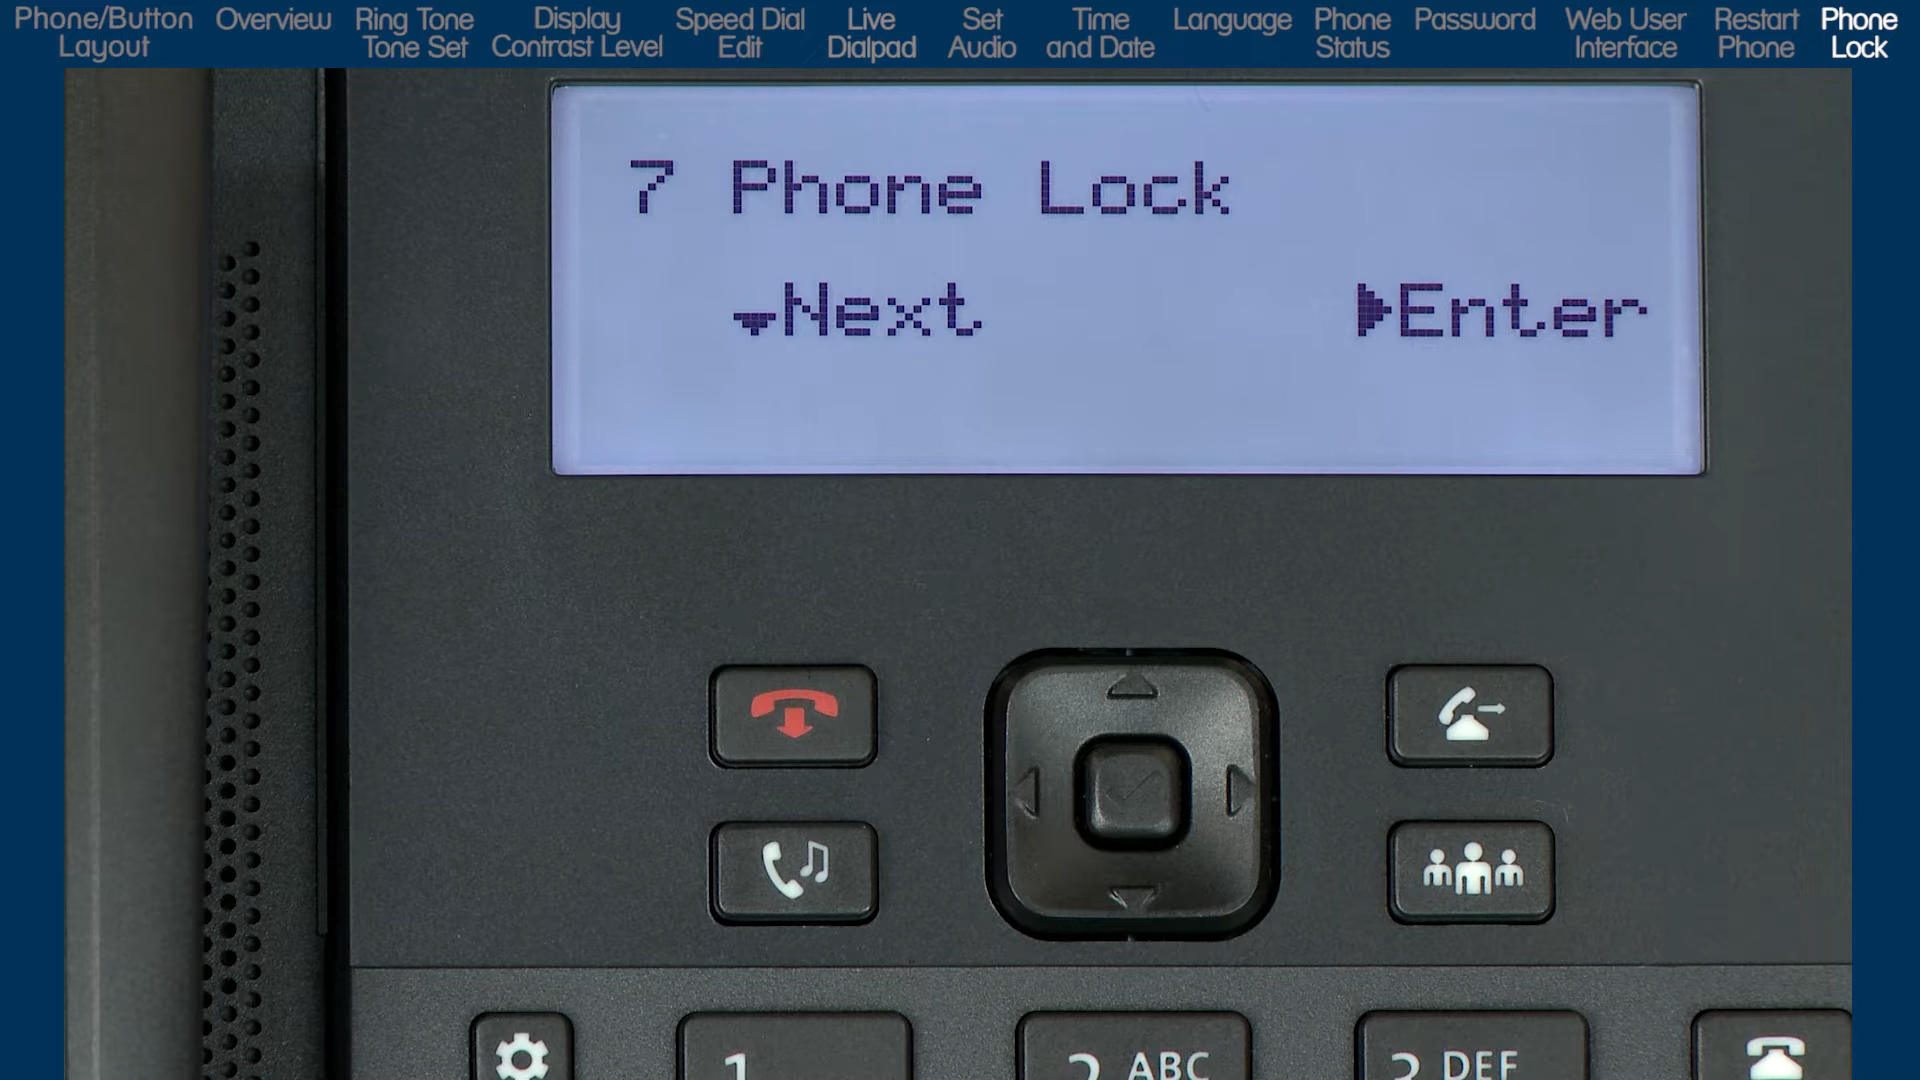 Phone/Button Layout
Overview
Ring Tone Tone Set
Display Contrast Level
Speed Dial Edit
Live Dialpad
Set Audio
Time and Date
Language
Phone Status
Password
Web User Interface
Restart Phone
Phone Lock
7 Phone Lock
Next Enter
1
2 ABC
3 DEF